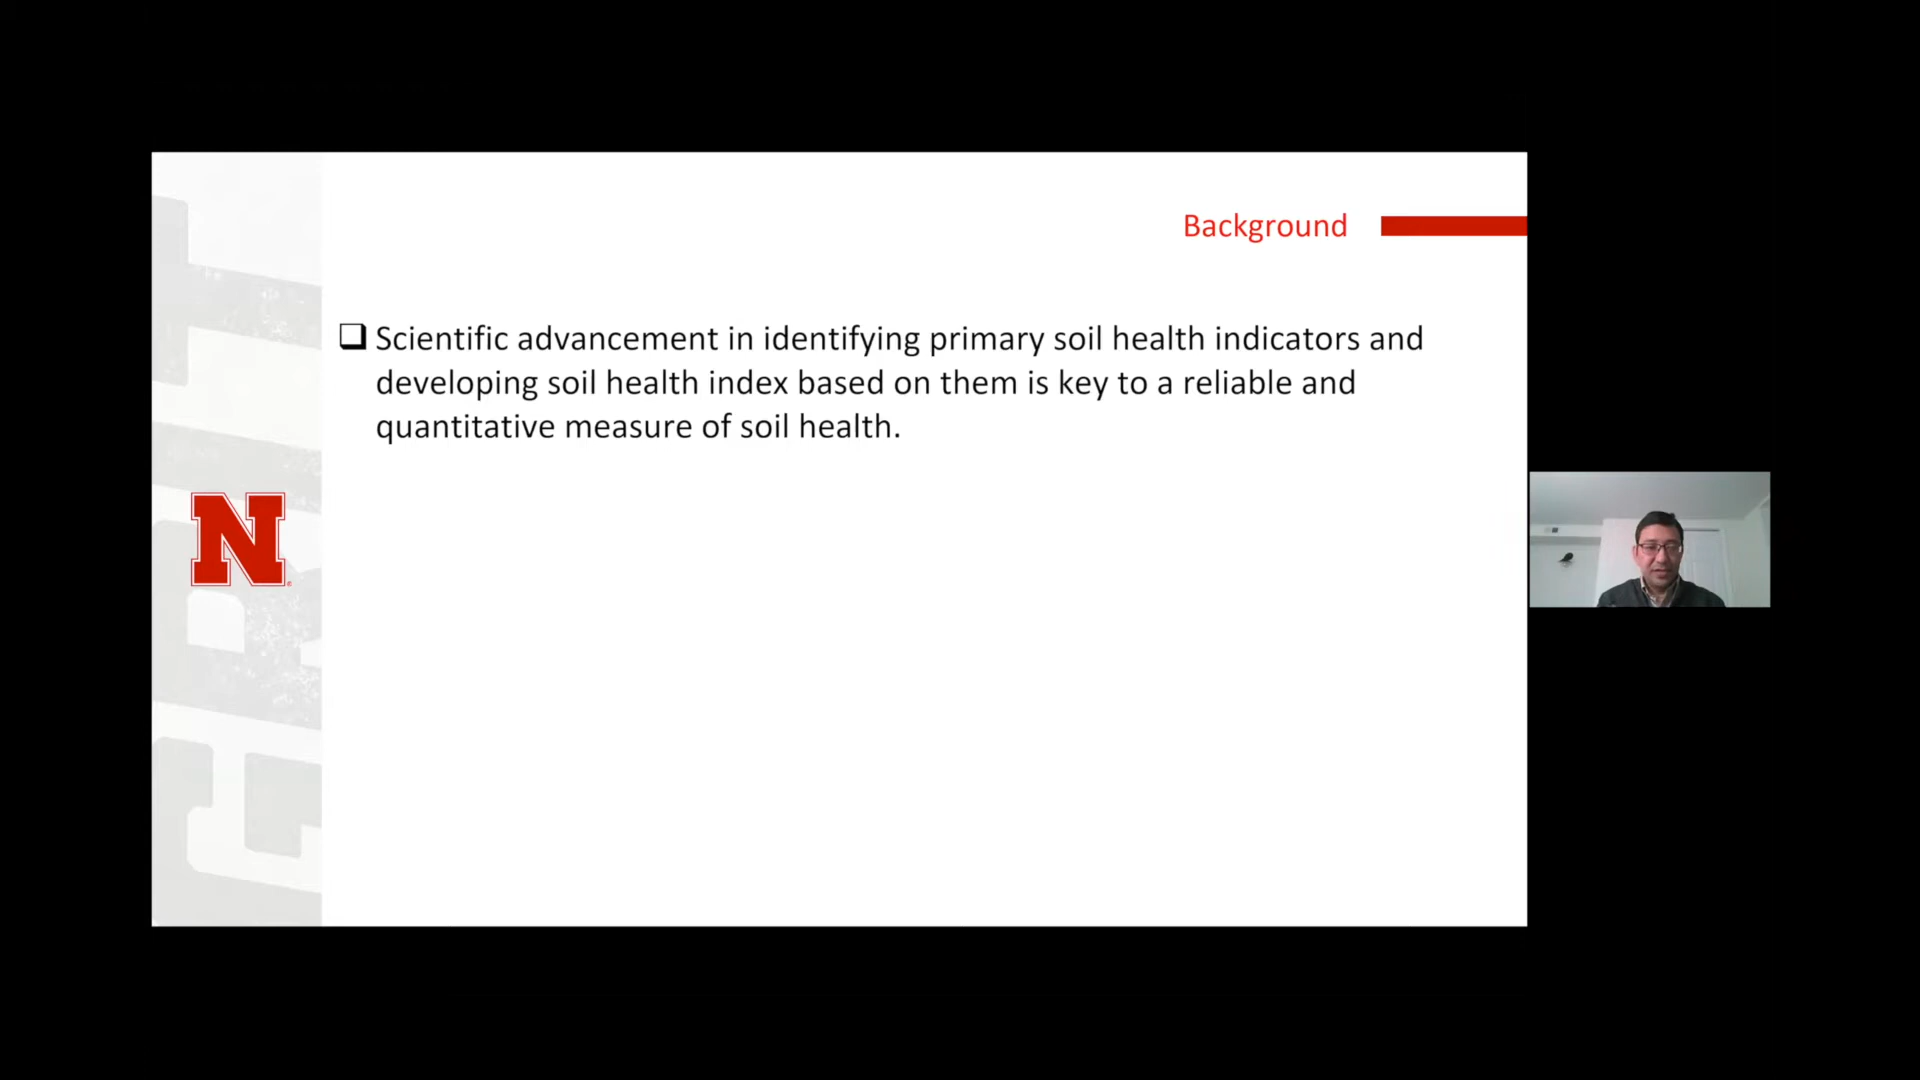 Background
❑ Scientific advancement in identifying primary soil health indicators and
developing soil health index based on them is key to a reliable and
quantitative measure of soil health.
N